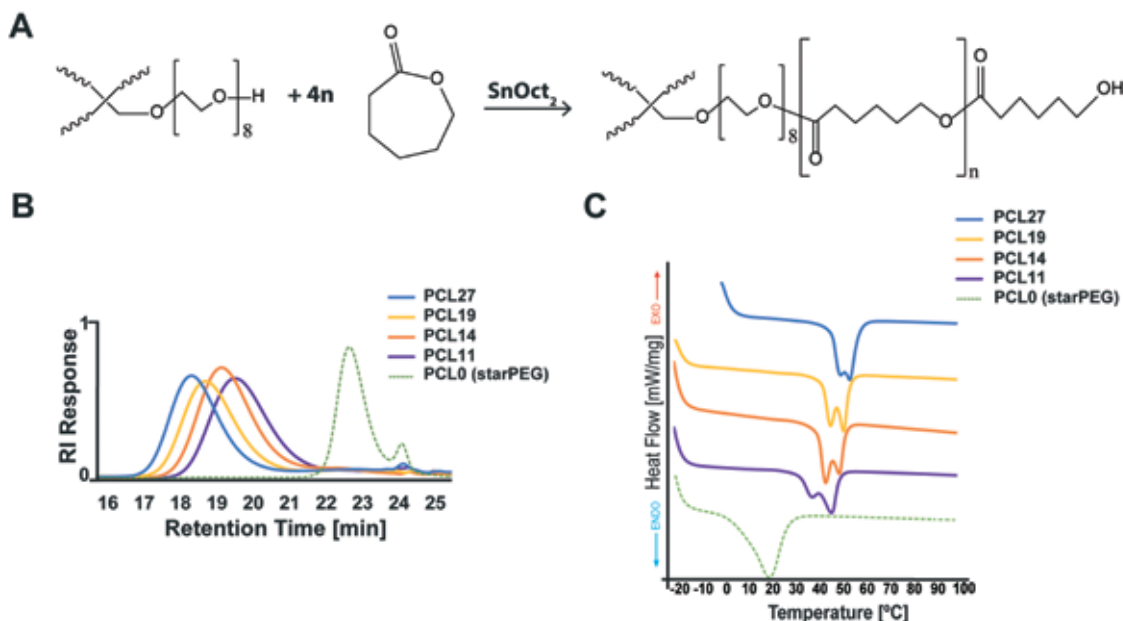 A
O
O
O
O
H
8
+ 4n
SnOct2
O
O
8
O
O
n
O
OH
B
PCL27
PCL19
PCL14
PCL11
PCL0 (starPEG)
1
0
RI Response
16 17 18 19 20 21 22 23 24 25
Retention Time [min]
C
PCL27
PCL19
PCL14
PCL11
PCL0 (starPEG)
EXO
Heat Flow [mW/mg]
ENDO
-20 -10 0 10 20 30 40 50 60 70 80 90 100
Temperature [ºC]